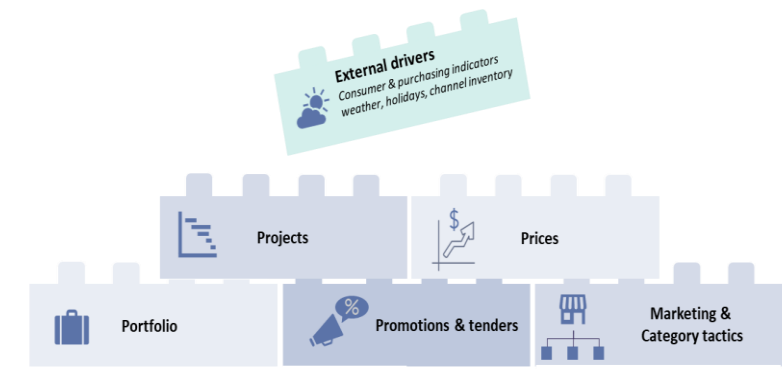 External drivers
Consumer & purchasing indicators
weather, holidays, channel inventory
Projects
$
Prices
Portfolio
%
Promotions & tenders
Marketing &
Category tactics